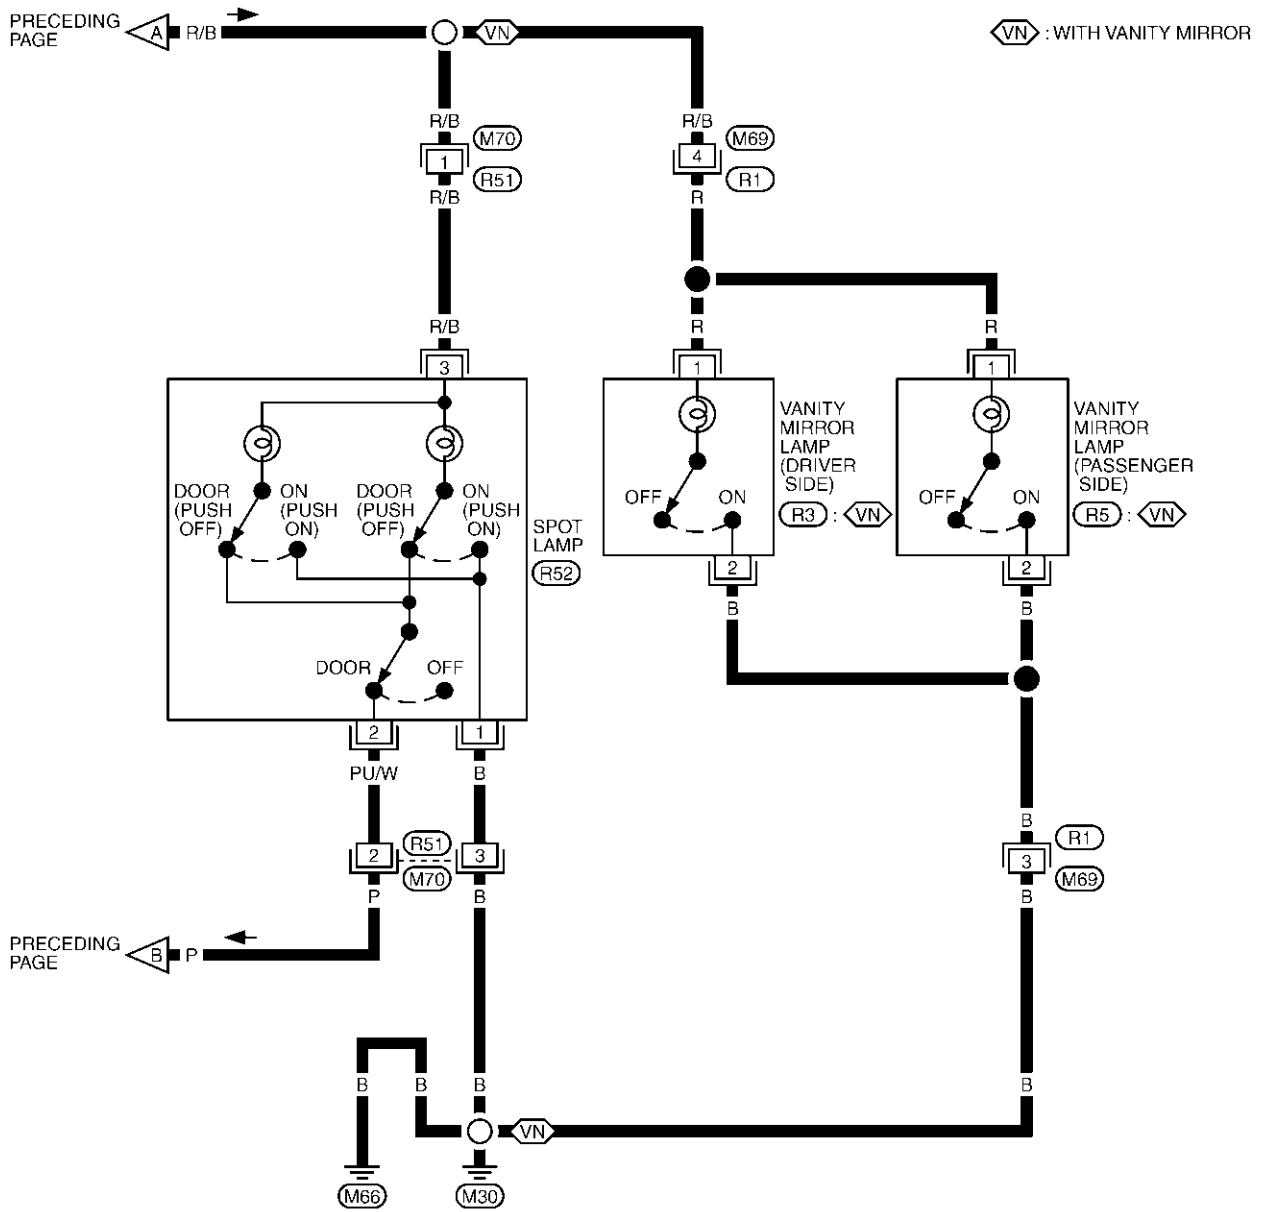 PRECEDING
PAGE
A
R/B
VN
VN : WITH VANITY MIRROR
R/B
M70
1
R51
R/B
R/B
M69
4
R1
R
R/B
R
R
3
1
1
DOOR
(PUSH
OFF)
ON
(PUSH
ON)
DOOR
(PUSH
OFF)
ON
(PUSH
ON)
SPOT
LAMP
R52
OFF
ON
VANITY
MIRROR
LAMP
(DRIVER
SIDE)
R3 : VN
OFF
ON
VANITY
MIRROR
LAMP
(PASSENGER
SIDE)
R5 : VN
2
2
B
B
DOOR
OFF
2
1
PU/W
B
2
R51
3
M70
P
B
B
R1
3
M69
B
PRECEDING
PAGE
B
P
B
B
B
B
VN
M66
M30